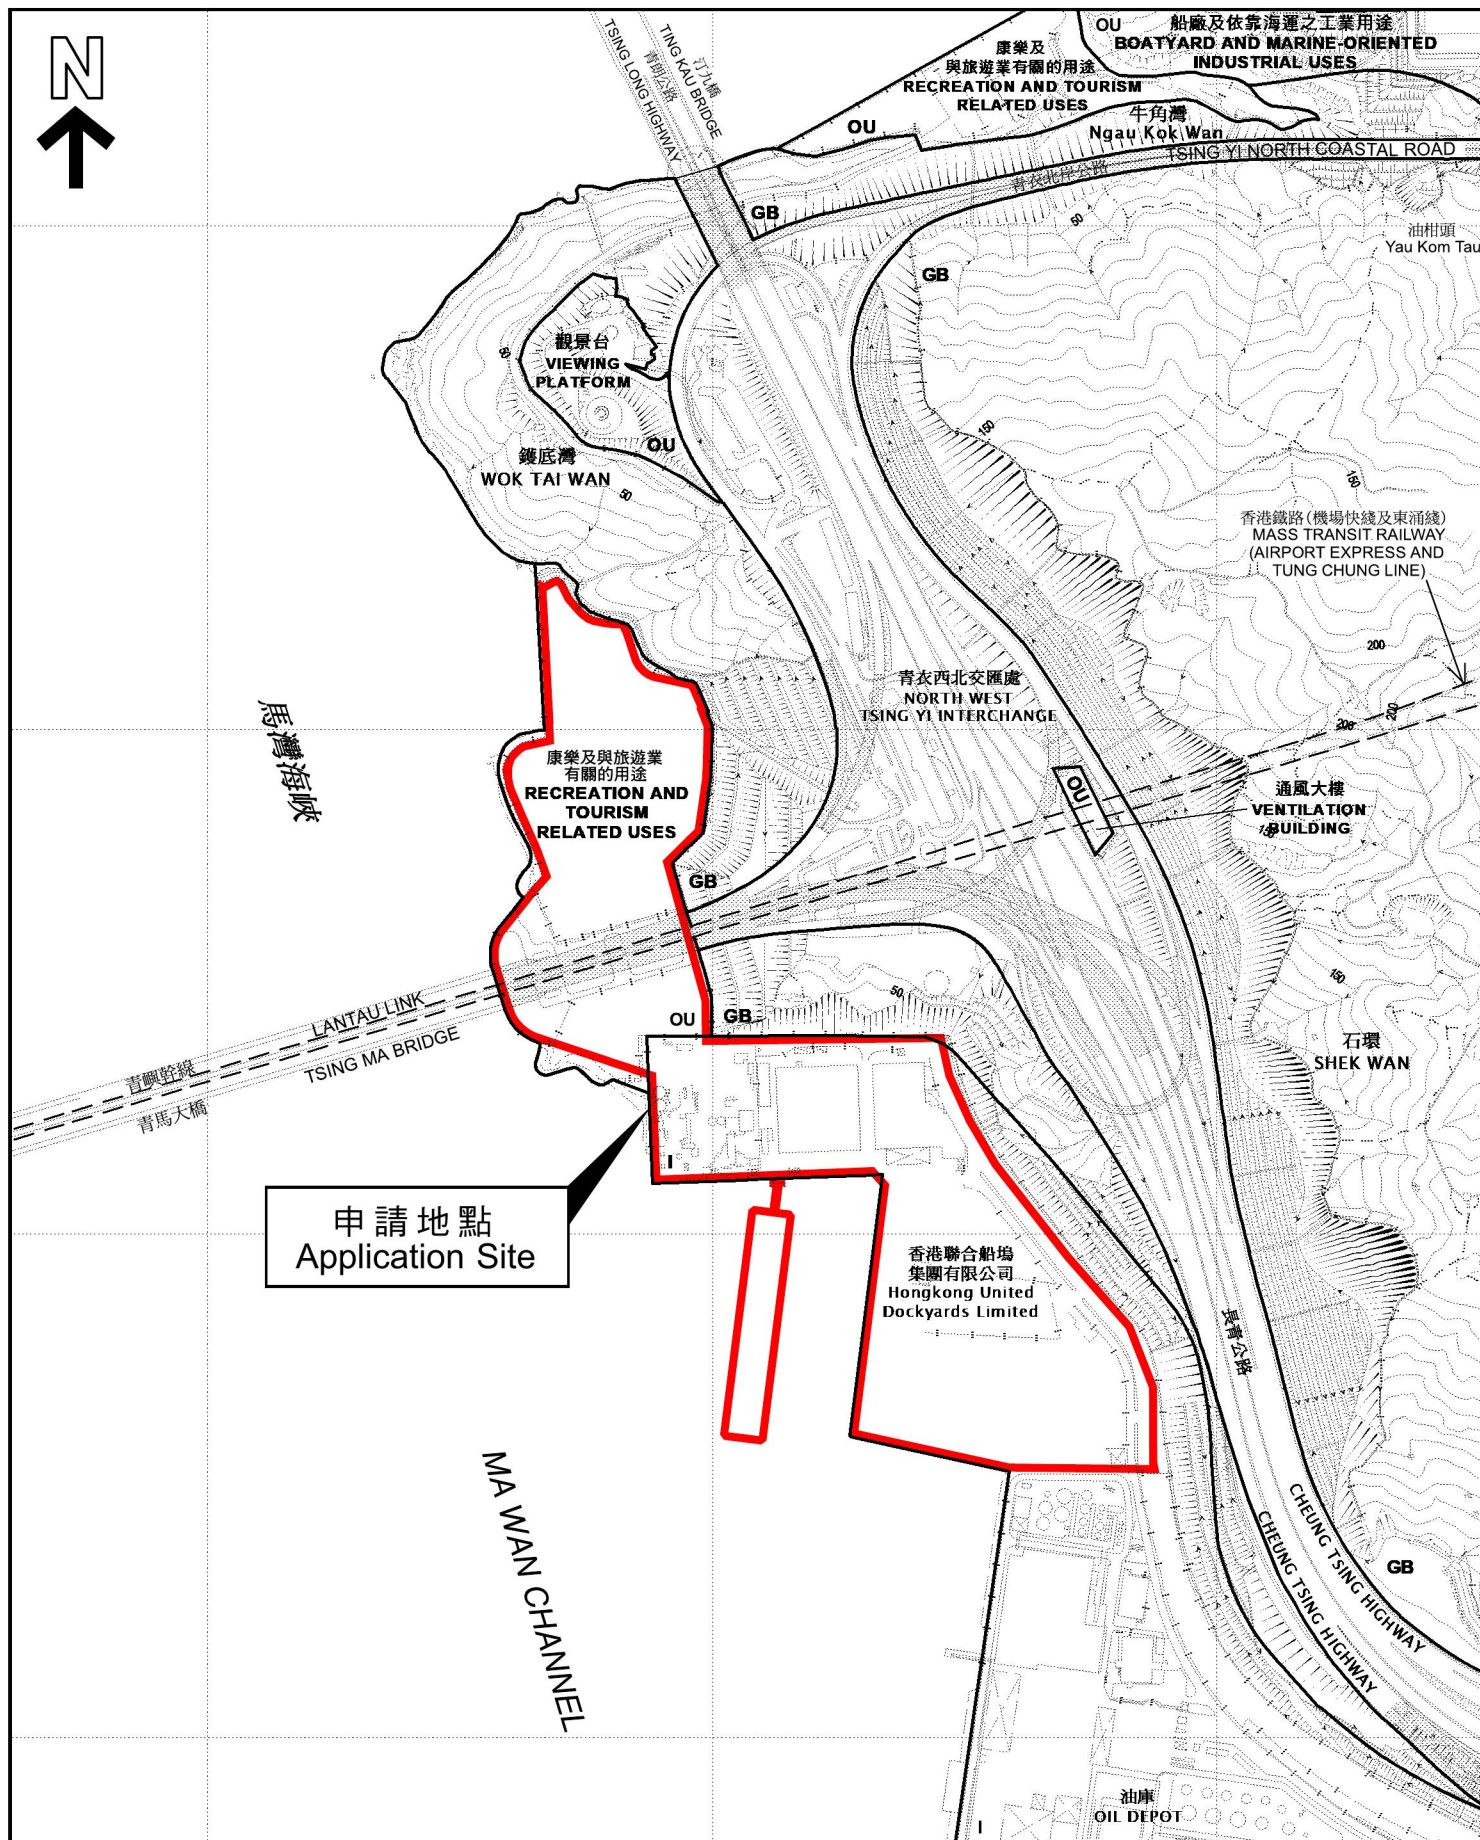 N
TSING LONG HIGHWAY
青朗公路
TING KAU BRIDGE
汀九橋
康樂及
與旅遊業有關的用途
RECREATION AND TOURISM
RELATED USES
OU
OU
船廠及依靠海運之工業用途
BOATYARD AND MARINE-ORIENTED
INDUSTRIAL USES
牛角灣
Ngau Kok Wan
TSING YI NORTH COASTAL ROAD
青衣北岸公路
GB
50
油柑頭
Yau Kom Tau
GB
觀景台
VIEWING
PLATFORM
50
OU
鑊底灣
WOK TAI WAN
50
150
150
香港鐵路(機場快綫及東涌綫)
MASS TRANSIT RAILWAY
(AIRPORT EXPRESS AND
TUNG CHUNG LINE)
200
200
200
青衣西北交匯處
NORTH WEST
TSING YI INTERCHANGE
馬灣海峽
康樂及與旅遊業
有關的用途
RECREATION AND
TOURISM
RELATED USES
OU
通風大樓
VENTILATION
BUILDING
150
GB
150
50
LANTAU LINK
TSING MA BRIDGE
青嶼幹線
青馬大橋
OU
GB
石環
SHEK WAN
I
申請地點
Application Site
香港聯合船塢
集團有限公司
Hongkong United
Dockyards Limited
長青公路
MA WAN CHANNEL
CHEUNG TSING HIGHWAY
CHEUNG TSING HIGHWAY
GB
油庫
OIL DEPOT
I